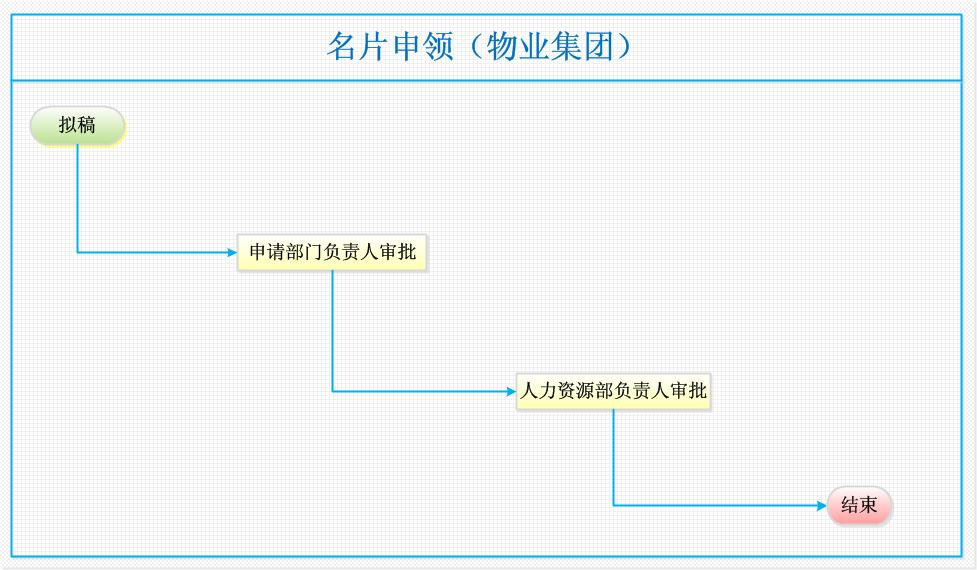 名片申领（物业集团）
拟稿
申请部门负责人审批
人力资源部负责人审批
结束